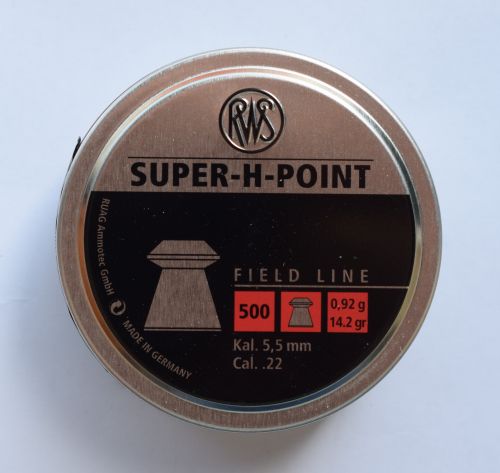 RWS
SUPER-H-POINT
RUAG Ammotec GmbH
MADE IN GERMANY
FIELD LINE
500
0,92 g
14.2 gr
Kal. 5,5 mm
Cal. .22